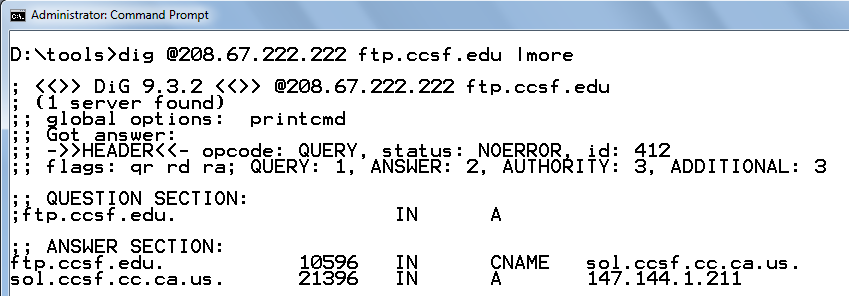 Administrator: Command Prompt
D:\tools>dig @208.67.222.222 ftp.ccsf.edu |more
; <<>> DiG 9.3.2 <<>> @208.67.222.222 ftp.ccsf.edu
; (1 server found)
;; global options:  printcmd
;; Got answer:
;; ->>HEADER<<- opcode: QUERY, status: NOERROR, id: 412
;; flags: qr rd ra; QUERY: 1, ANSWER: 2, AUTHORITY: 3, ADDITIONAL: 3
;; QUESTION SECTION:
;ftp.ccsf.edu.                  IN      A
;; ANSWER SECTION:
ftp.ccsf.edu.           10596   IN      CNAME   sol.ccsf.cc.ca.us.
sol.ccsf.cc.ca.us.      21396   IN      A       147.144.1.211